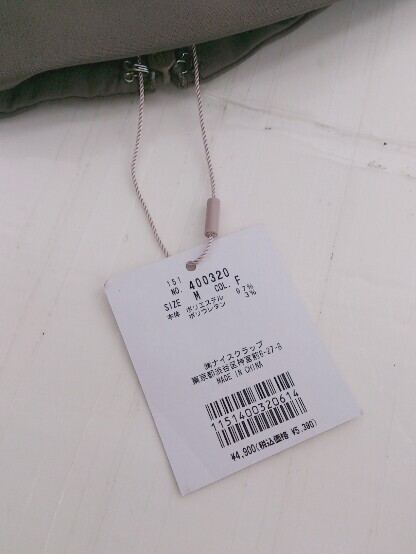 151
NO. 400320
SIZE M COL. F
本体 ポリエステル 97%
ポリウレタン 3%
㈱ナイスクラップ
東京都渋谷区神宮前6-27-8
MADE IN CHINA
1151400320614
¥4,900(税込価格 ¥5,390)